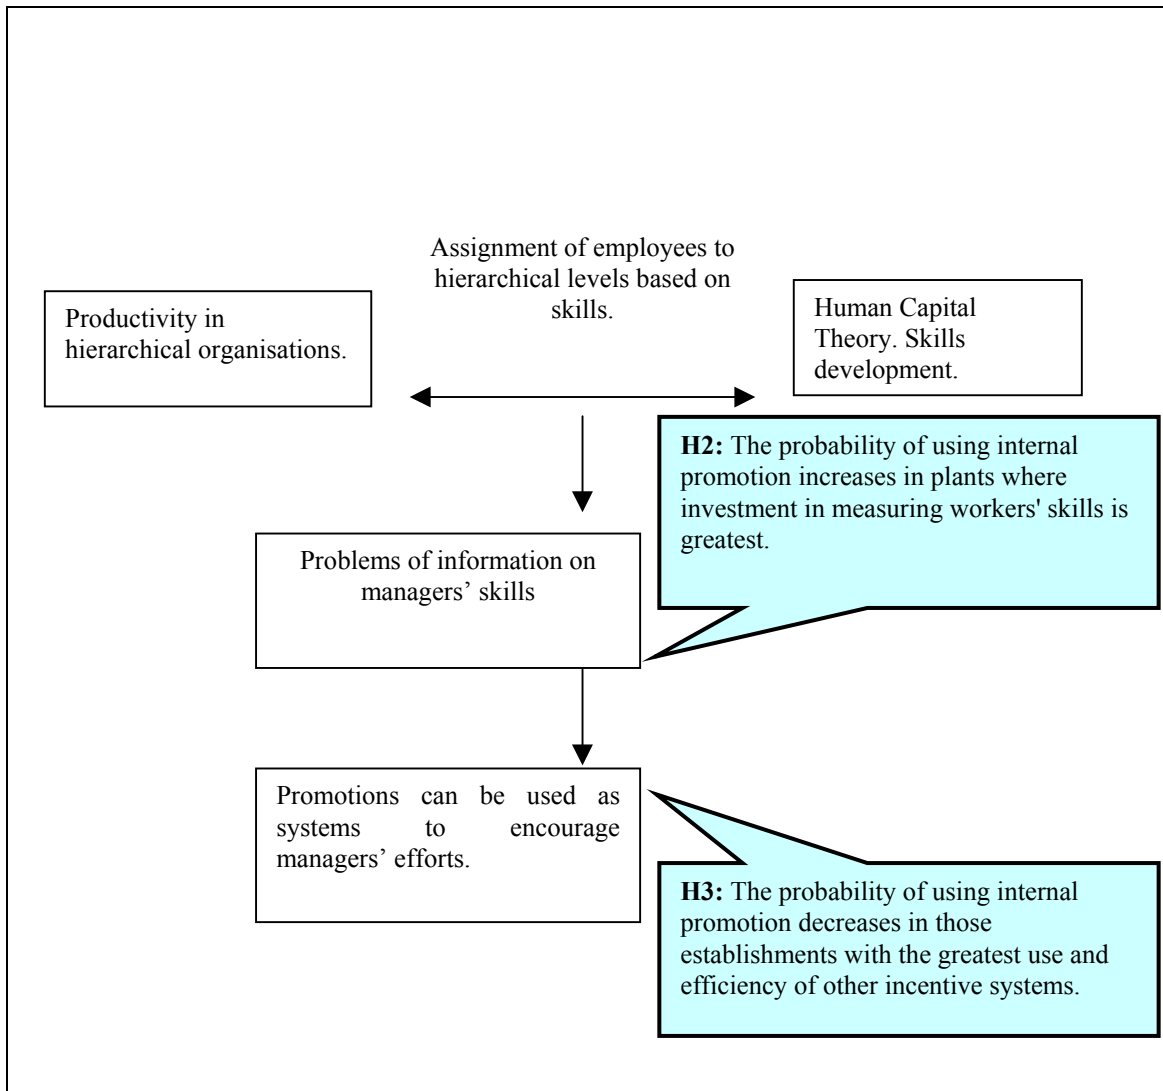 Assignment of employees to
hierarchical levels based on
skills.
Productivity in
hierarchical organisations.
Human Capital
Theory. Skills
development.
H2: The probability of using internal
promotion increases in plants where
investment in measuring workers' skills is
greatest.
Problems of information on
managers’ skills
Promotions can be used as
systems to encourage
managers’ efforts.
H3: The probability of using internal
promotion decreases in those
establishments with the greatest use and
efficiency of other incentive systems.